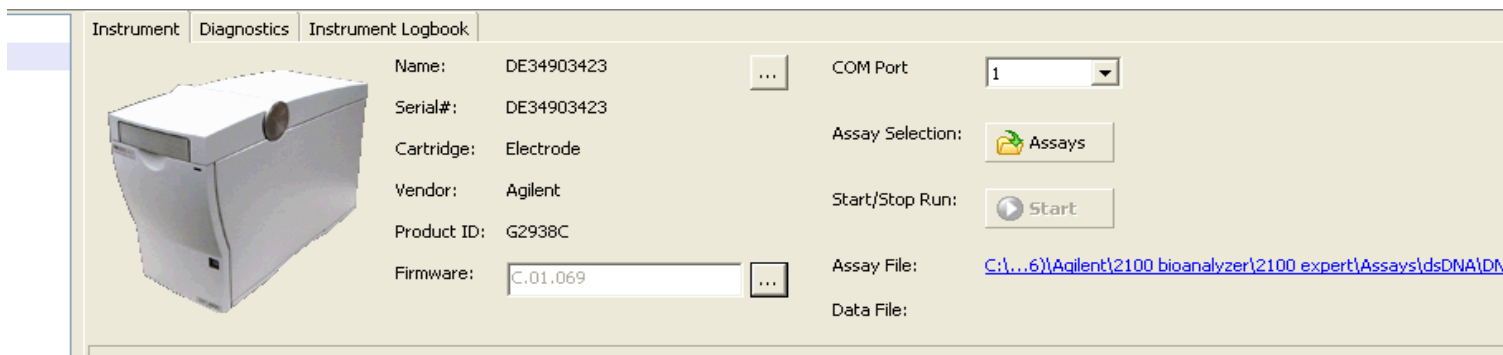 Instrument Diagnostics Instrument Logbook
Name: DE34903423 ... COM Port 1
Serial#: DE34903423
Assay Selection: Assays
Cartridge: Electrode
Vendor: Agilent
Start/Stop Run: Start
Product ID: G2938C
Firmware: C.01.069 ...
Assay File: C:\...6)\Agilent\2100 bioanalyzer\2100 expert\Assays\dsDNA\DN
Data File: